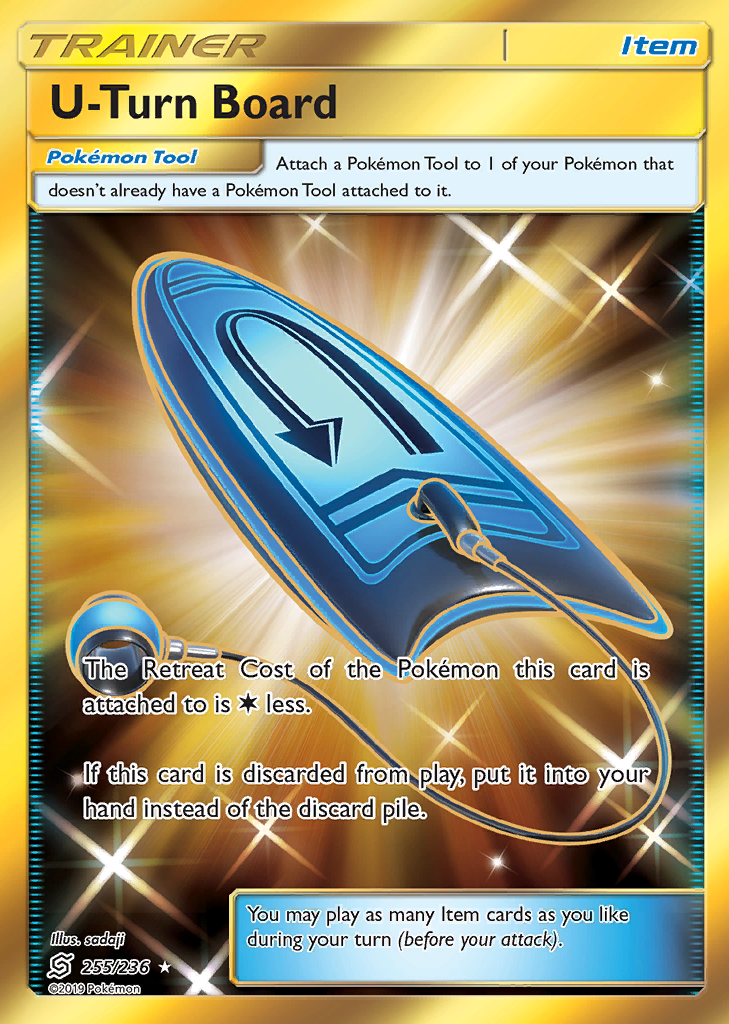 TRAINER
Item
U-Turn Board
Pokémon Tool
Attach a Pokémon Tool to 1 of your Pokémon that
doesn't already have a Pokémon Tool attached to it.
The Retreat Cost of the Pokémon this card is
attached to is less.
If this card is discarded from play, put it into your
hand instead of the discard pile.
You may play as many Item cards as you like
during your turn (before your attack).
Illus. sadaji
255/236 ★
©2019 Pokémon